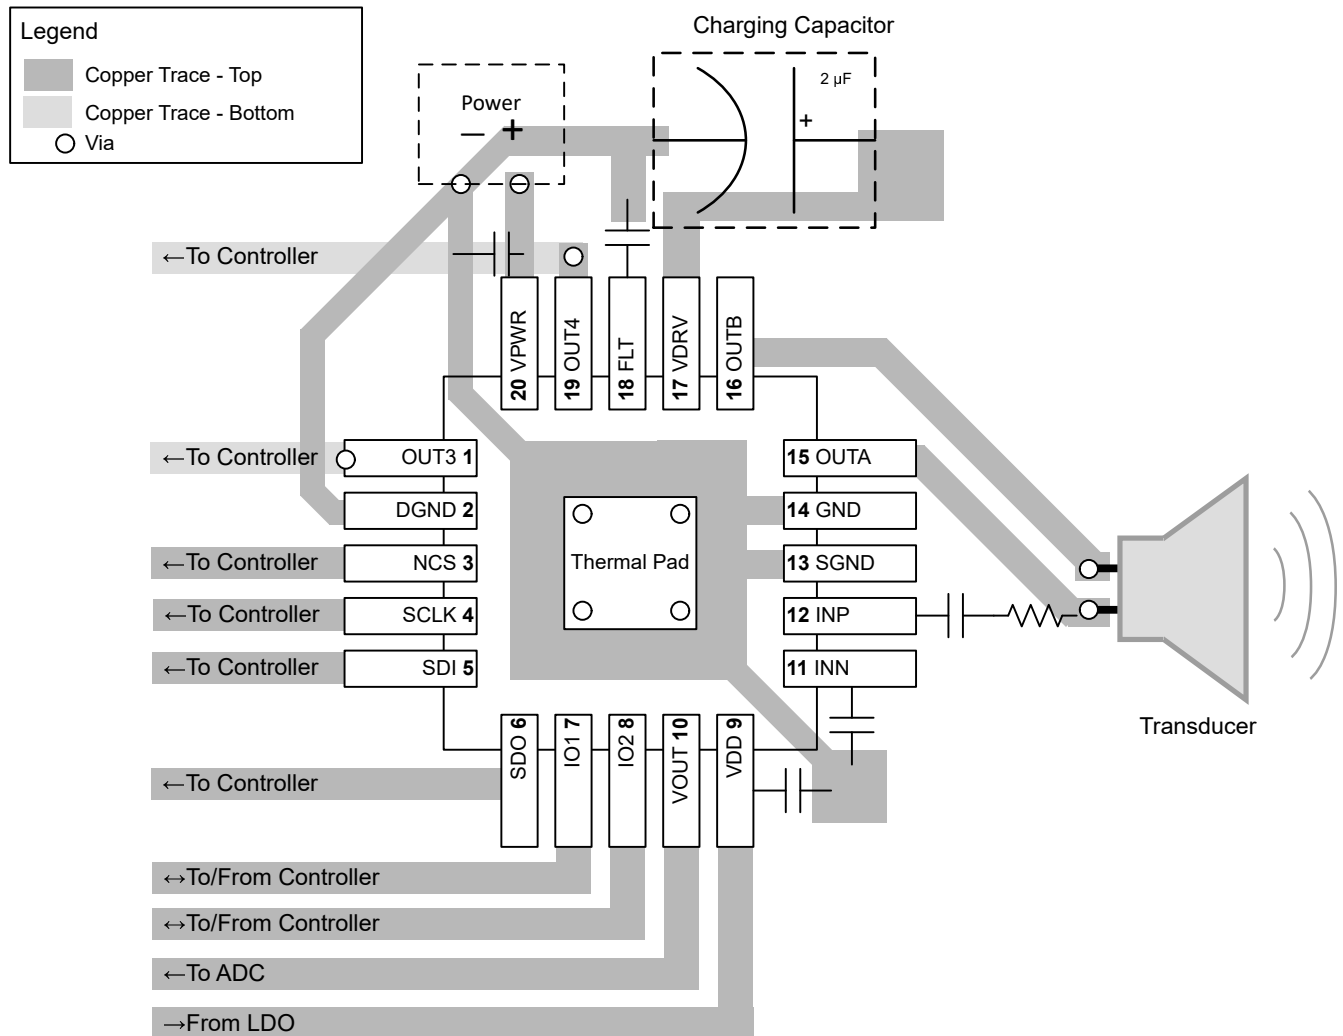 Legend
Copper Trace - Top
Copper Trace - Bottom
Via
Charging Capacitor
2 µF
+
Power
– +
←To Controller
20 VPWR
19 OUT4
18 FLT
17 VDRV
16 OUTB
←To Controller
OUT3 1
15 OUTA
DGND 2
14 GND
←To Controller
NCS 3
Thermal Pad
13 SGND
←To Controller
SCLK 4
12 INP
←To Controller
SDI 5
11 INN
Transducer
SDO 6
IO1 7
IO2 8
VOUT 10
VDD 9
←To Controller
↔To/From Controller
↔To/From Controller
←To ADC
→From LDO